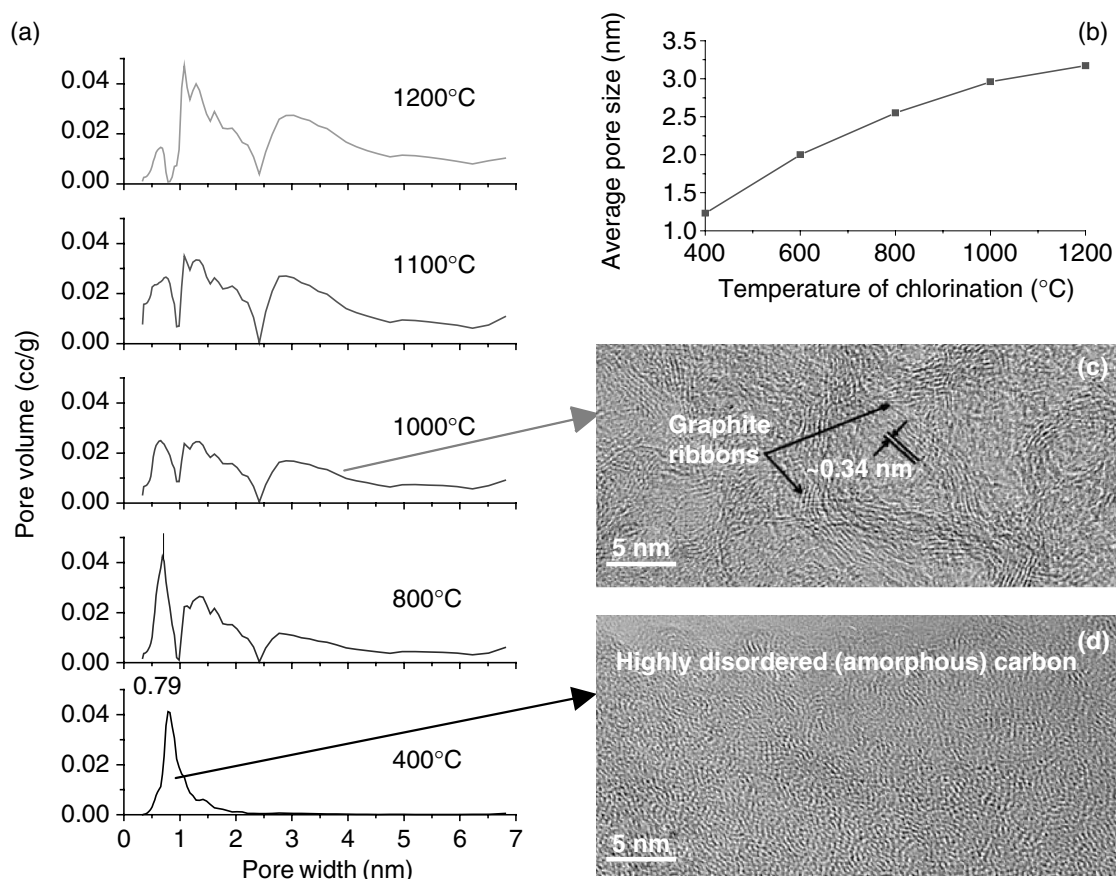 (a)
0.04
0.02
0.00
1200°C
0.04
0.02
0.00
1100°C
0.04
0.02
0.00
1000°C
0.04
0.02
0.00
800°C
0.79
0.04
0.02
0.00
400°C
0 1 2 3 4 5 6 7
Pore width (nm)
Pore volume (cc/g)
(b)
3.5
3.0
2.5
2.0
1.5
1.0
400 600 800 1000 1200
Temperature of chlorination (°C)
Average pore size (nm)
(c)
Graphite
ribbons
~0.34 nm
5 nm
(d)
Highly disordered (amorphous) carbon
5 nm